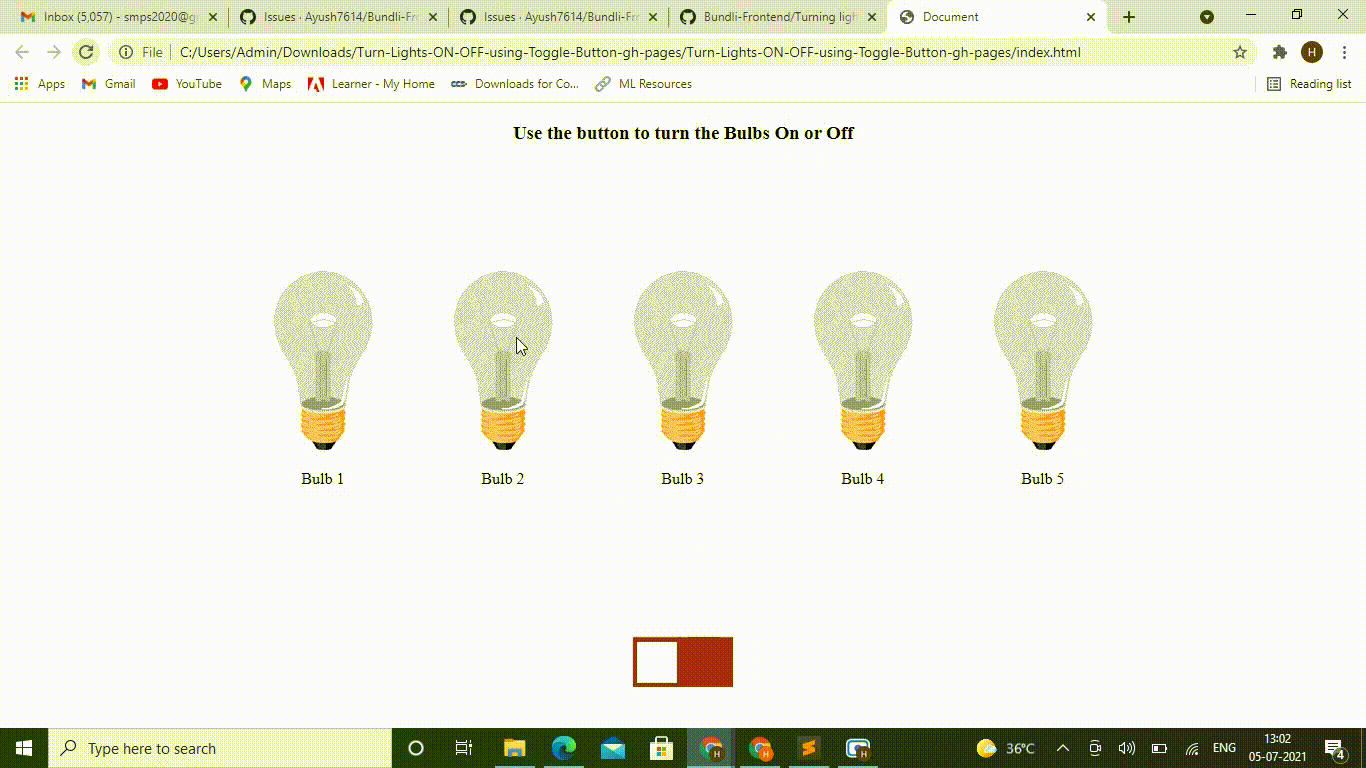 Inbox (5,057) - smps2020@g
Issues · Ayush7614/Bundli-Fr
Issues · Ayush7614/Bundli-Fr
Bundli-Frontend/Turning ligh
Document
File
C:/Users/Admin/Downloads/Turn-Lights-ON-OFF-using-Toggle-Button-gh-pages/Turn-Lights-ON-OFF-using-Toggle-Button-gh-pages/index.html
H
Apps
Gmail
YouTube
Maps
Learner - My Home
Downloads for Co...
ML Resources
Reading list
Use the button to turn the Bulbs On or Off
Bulb 1
Bulb 2
Bulb 3
Bulb 4
Bulb 5
Type here to search
36°C
ENG
13:02
05-07-2021
4